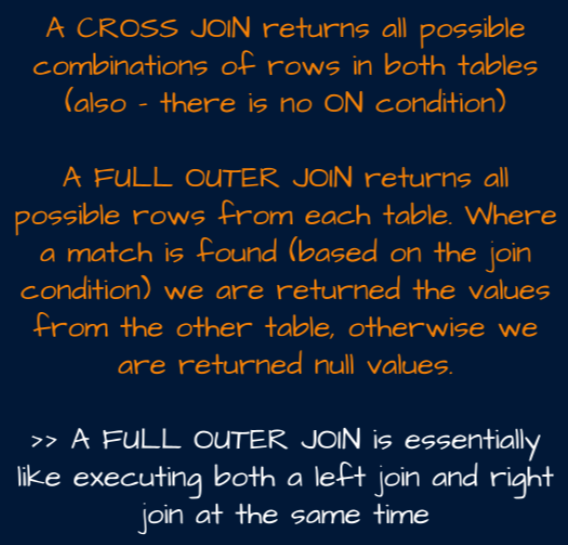 A CROSS JOIN returns all possible
combinations of rows in both tables
(also - there is no ON condition)
A FULL OUTER JOIN returns all
possible rows from each table. Where
a match is found (based on the join
condition) we are returned the values
from the other table, otherwise we
are returned null values.
>> A FULL OUTER JOIN is essentially
like executing both a left join and right
join at the same time